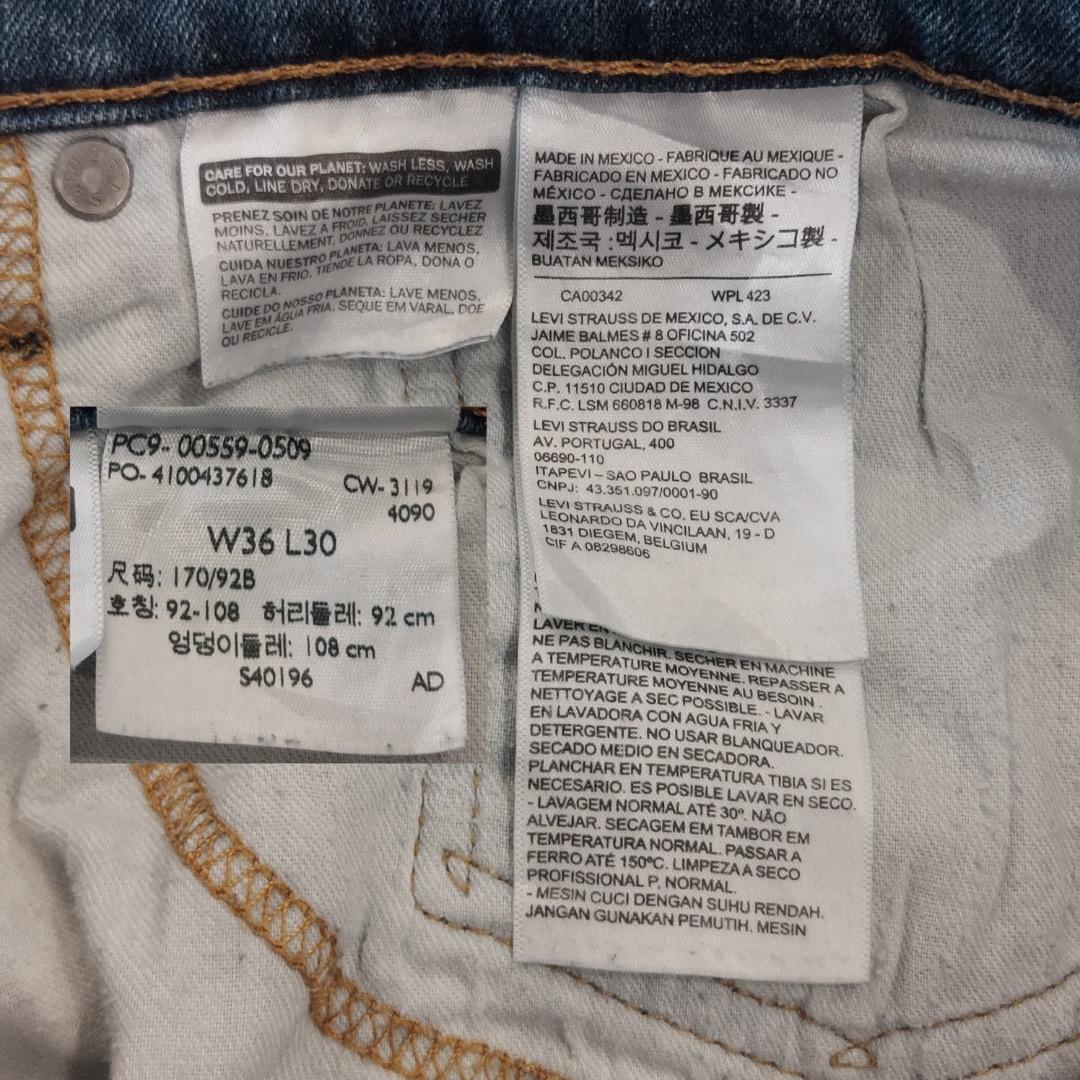 CARE FOR OUR PLANET: WASH LESS, WASH
COLD, LINE DRY, DONATE OR RECYCLE
PRENEZ SOIN DE NOTRE PLANETE: LAVEZ
MOINS, LAVEZ A FROID, LAISSEZ SECHER
NATURELLEMENT, DONNEZ OU RECYCLEZ
CUIDA NUESTRO PLANETA: LAVA MENOS,
LAVA EN FRIO, TIENDE LA ROPA, DONA O
RECICLA.
CUIDE DO NOSSO PLANETA: LAVE MENOS,
LAVE EM ÁGUA FRIA, SEQUE EM VARAL, DOE
OU RECICLE.
PC9- 00559-0509
PO- 4100437618
CW- 3119
4090
W36 L30
尺码: 170/92B
호칭: 92-108 허리둘레: 92 cm
엉덩이둘레: 108 cm
S40196 AD
MADE IN MEXICO - FABRIQUE AU MEXIQUE -
FABRICADO EN MEXICO - FABRICADO NO
MÉXICO - СДЕЛАНО В МЕКСИКЕ -
墨西哥制造 - 墨西哥製 -
제조국 :멕시코 - メキシコ製 -
BUATAN MEKSIKO
CA00342 WPL 423
LEVI STRAUSS DE MEXICO, S.A. DE C.V.
JAIME BALMES # 8 OFICINA 502
COL. POLANCO I SECCION
DELEGACIÓN MIGUEL HIDALGO
C.P. 11510 CIUDAD DE MEXICO
R.F.C. LSM 660818 M-98 C.N.I.V. 3337
LEVI STRAUSS DO BRASIL
AV. PORTUGAL, 400
06690-110
ITAPEVI – SAO PAULO BRASIL
CNPJ: 43.351.097/0001-90
LEVI STRAUSS & CO. EU SCA/CVA
LEONARDO DA VINCILAAN, 19 - D
1831 DIEGEM, BELGIUM
CIF A 08298606
LAVER EN
NE PAS BLANCHIR. SECHER EN MACHINE
A TEMPERATURE MOYENNE. REPASSER A
TEMPERATURE MOYENNE AU BESOIN .
NETTOYAGE A SEC POSSIBLE. - LAVAR
EN LAVADORA CON AGUA FRIA Y
DETERGENTE. NO USAR BLANQUEADOR.
SECADO MEDIO EN SECADORA.
PLANCHAR EN TEMPERATURA TIBIA SI ES
NECESARIO. ES POSIBLE LAVAR EN SECO.
- LAVAGEM NORMAL ATÉ 30º. NÃO
ALVEJAR. SECAGEM EM TAMBOR EM
TEMPERATURA NORMAL. PASSAR A
FERRO ATÉ 150ºC. LIMPEZA A SECO
PROFISSIONAL P, NORMAL.
- MESIN CUCI DENGAN SUHU RENDAH.
JANGAN GUNAKAN PEMUTIH. MESIN